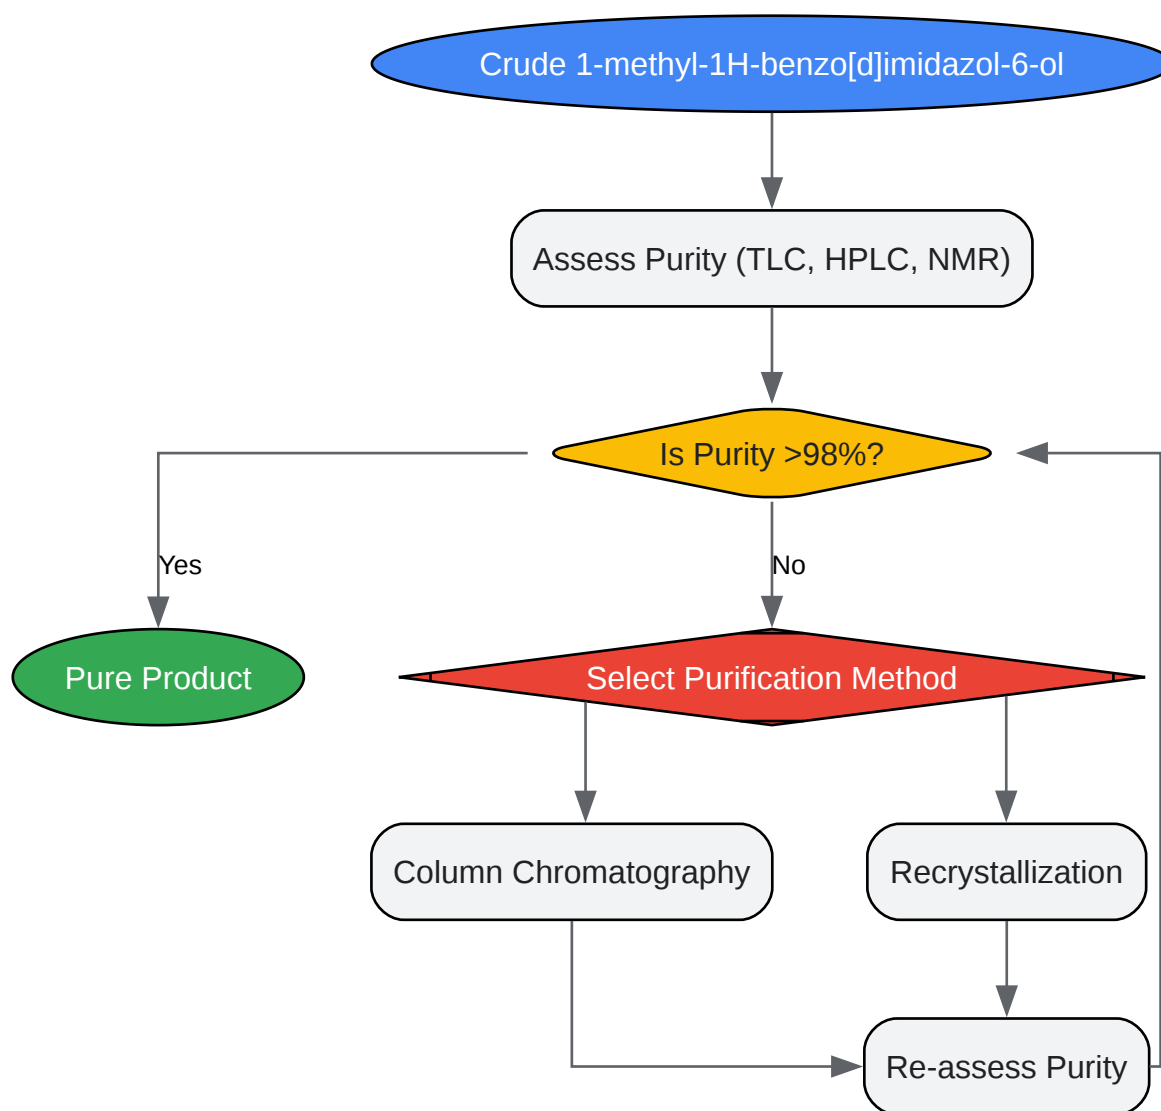 Crude 1-methyl-1H-benzo[d]imidazol-6-ol
Assess Purity (TLC, HPLC, NMR)
Is Purity >98%?
Yes
No
Pure Product
Select Purification Method
Column Chromatography
Recrystallization
Re-assess Purity